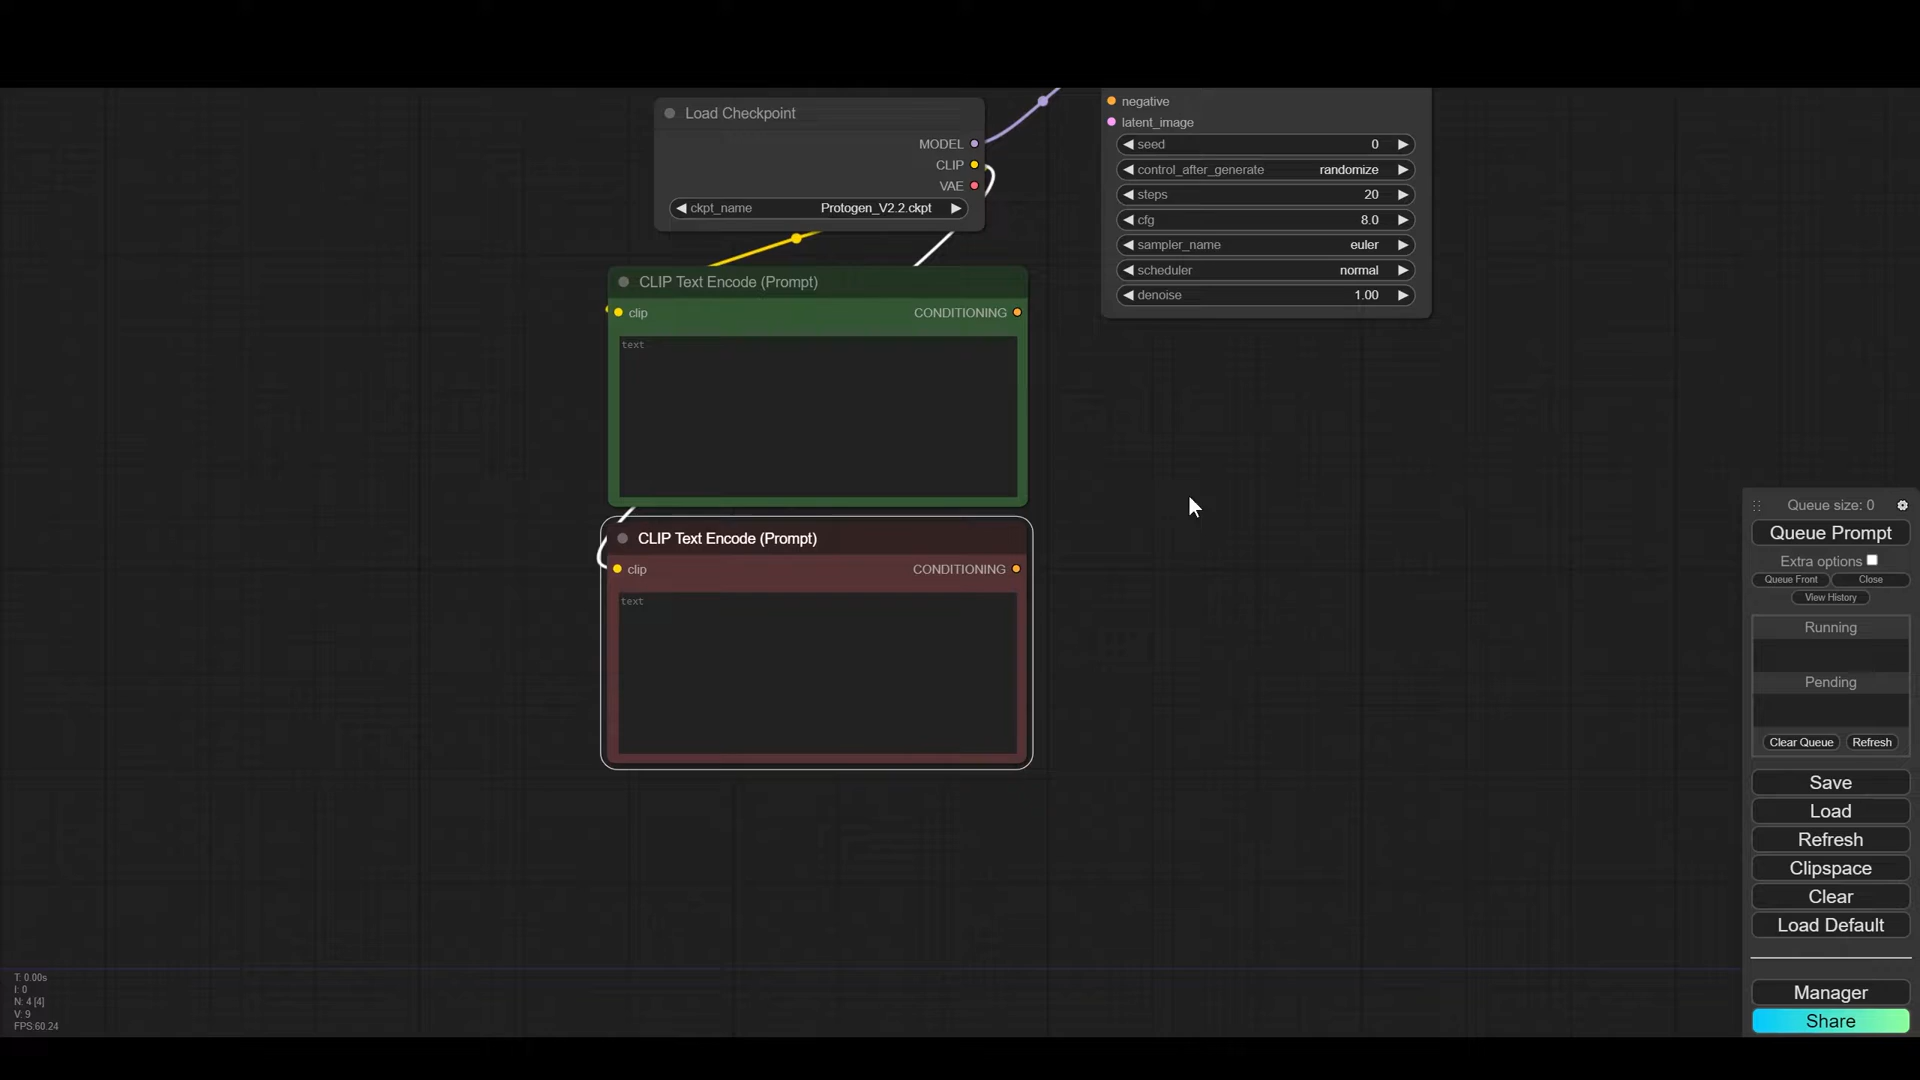 Load Checkpoint
MODEL
CLIP
VAE
ckpt_name Protogen_V2.2.ckpt
negative
latent_image
seed 0
control_after_generate randomize
steps 20
cfg 8.0
sampler_name euler
scheduler normal
denoise 1.00
CLIP Text Encode (Prompt)
clip CONDITIONING
text
CLIP Text Encode (Prompt)
clip CONDITIONING
text
Queue size: 0
Queue Prompt
Extra options
Queue Front Close
View History
Running
Pending
Clear Queue Refresh
Save
Load
Refresh
Clipspace
Clear
Load Default
Manager
Share
T: 0.00s
I: 0
N: 4 [4]
V: 9
FPS:60.24